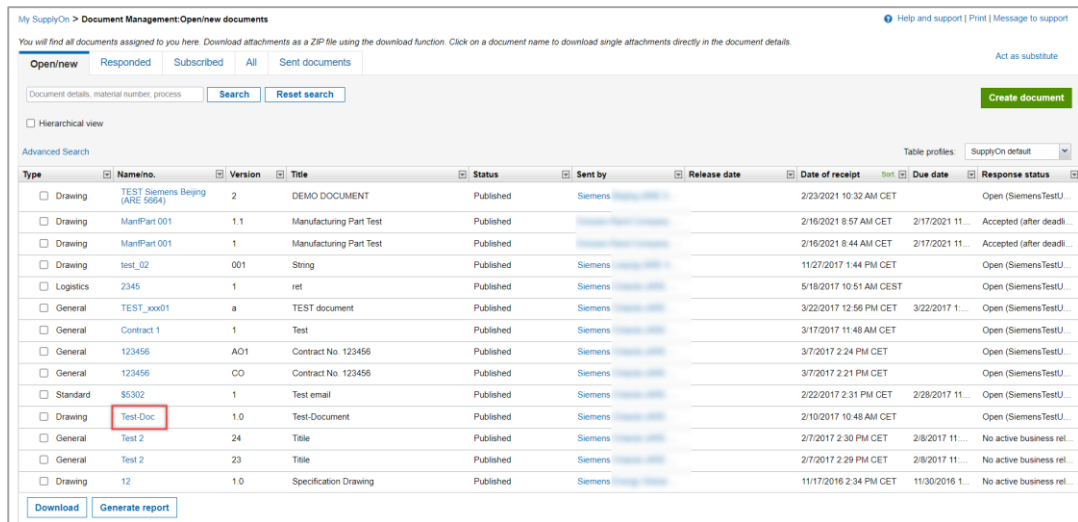 My SupplyOn > Document Management:Open/new documents Help and support | Print | Message to support
You will find all documents assigned to you here. Download attachments as a ZIP file using the download function. Click on a document name to download single attachments directly in the document details.
Open/new Responded Subscribed All Sent documents Act as substitute
Document details, material number, process Search Reset search Create document
Hierarchical view
Advanced Search Table profiles: SupplyOn default
Type Name/no. Version Title Status Sent by Release date Date of receipt Sort. Due date Response status
Drawing TEST Siemens Beijing (ARE 5664) 2 DEMO DOCUMENT Published Siemens 2/23/2021 10:32 AM CET Open (SiemensTestU...
Drawing ManfPart 001 1.1 Manufacturing Part Test Published 2/16/2021 8:57 AM CET 2/17/2021 11... Accepted (after deadli...
Drawing ManfPart 001 1 Manufacturing Part Test Published 2/16/2021 8:44 AM CET 2/17/2021 11... Accepted (after deadli...
Drawing test_02 001 String Published Siemens 11/27/2017 1:44 PM CET Open (SiemensTestU...
Logistics 2345 1 ret Published Siemens 5/18/2017 10:51 AM CEST Open (SiemensTestU...
General TEST_xxx01 a TEST document Published Siemens 3/22/2017 12:56 PM CET 3/22/2017 1:... Open (SiemensTestU...
General Contract 1 1 Test Published Siemens 3/17/2017 11:48 AM CET Open (SiemensTestU...
General 123456 AO1 Contract No. 123456 Published Siemens 3/7/2017 2:24 PM CET Open (SiemensTestU...
General 123456 CO Contract No. 123456 Published Siemens 3/7/2017 2:21 PM CET Open (SiemensTestU...
Standard $5302 1 Test email Published Siemens 2/22/2017 2:31 PM CET 2/28/2017 11... Open (SiemensTestU...
Drawing Test-Doc 1.0 Test-Document Published Siemens 2/10/2017 10:48 AM CET Open (SiemensTestU...
General Test 2 24 Titile Published Siemens 2/7/2017 2:30 PM CET 2/8/2017 11:... No active business rel...
General Test 2 23 Titile Published Siemens 2/7/2017 2:29 PM CET 2/8/2017 11:... No active business rel...
Drawing 12 1.0 Specification Drawing Published Siemens 11/17/2016 2:34 PM CET 11/30/2016 1... No active business rel...
Download Generate report